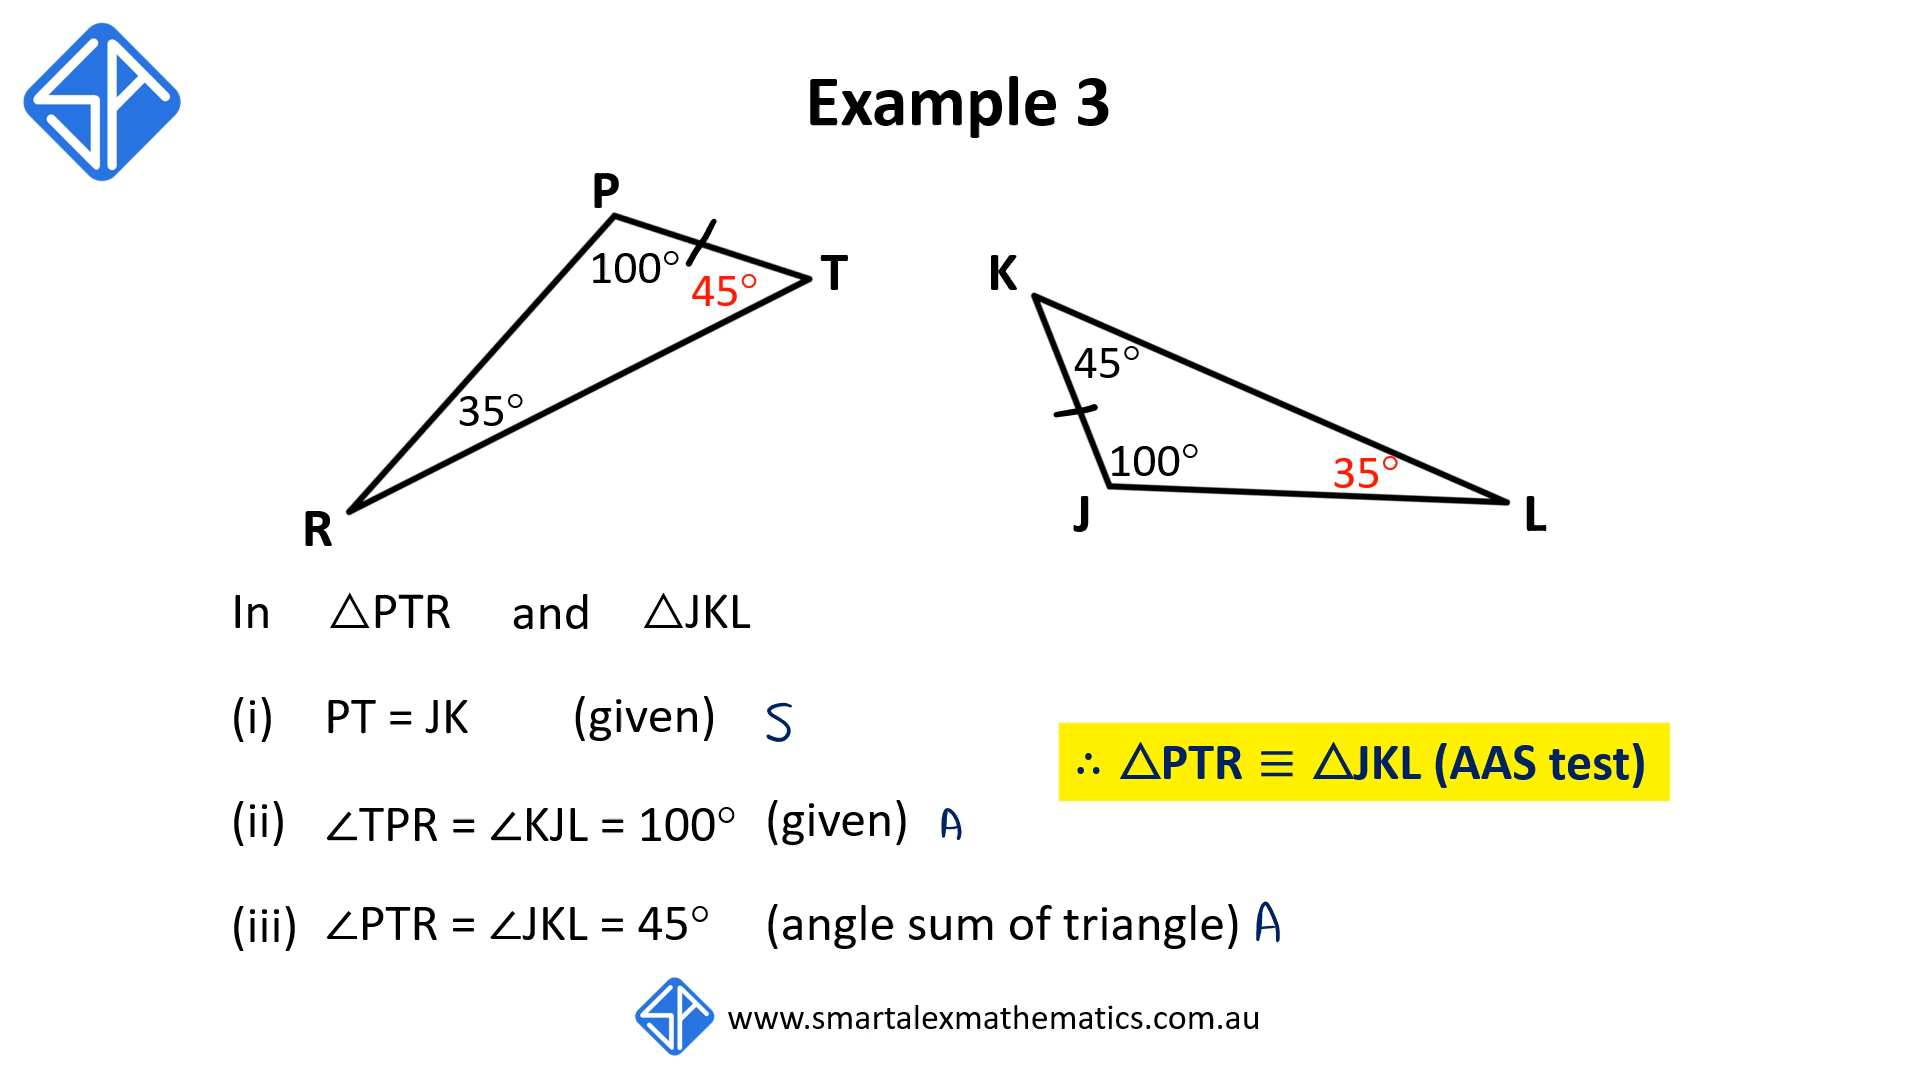 Example 3
P
100°
45°
T
35°
R
K
45°
100°
35°
J
L
In △PTR and △JKL
(i) PT = JK (given) S
∴ △PTR ≡ △JKL (AAS test)
(ii) ∠TPR = ∠KJL = 100° (given) A
(iii) ∠PTR = ∠JKL = 45° (angle sum of triangle) A
www.smartalexmathematics.com.au